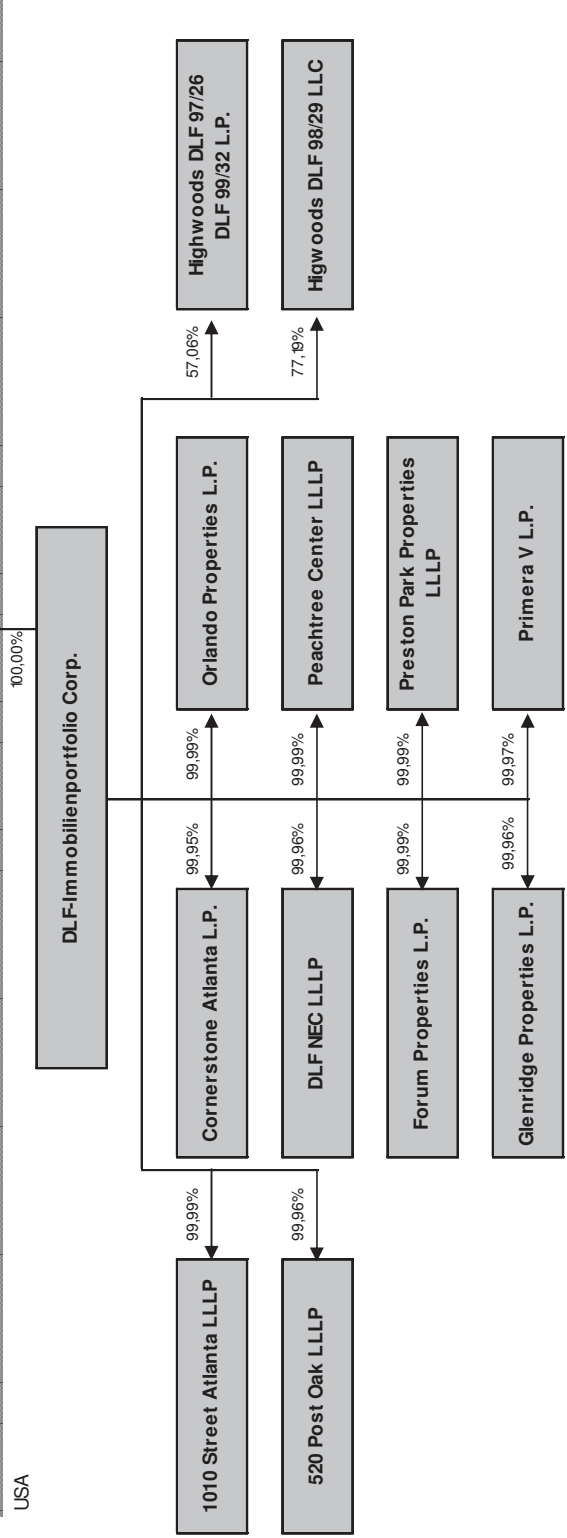 USA
100,00%
DLF-Immobilienportfolio Corp.
99,99%
1010 Street Atlanta LLLP
99,96%
520 Post Oak LLLP
99,95%
Cornerstone Atlanta L.P.
99,96%
DLF NEC LLLP
99,99%
Forum Properties L.P.
99,96%
Glenridge Properties L.P.
99,99%
Orlando Properties L.P.
99,99%
Peachtree Center LLLP
99,99%
Preston Park Properties
LLLP
99,97%
Primera V L.P.
57,06%
Highwoods DLF 97/26
DLF 99/32 L.P.
77,19%
Higwoods DLF 98/29 LLC